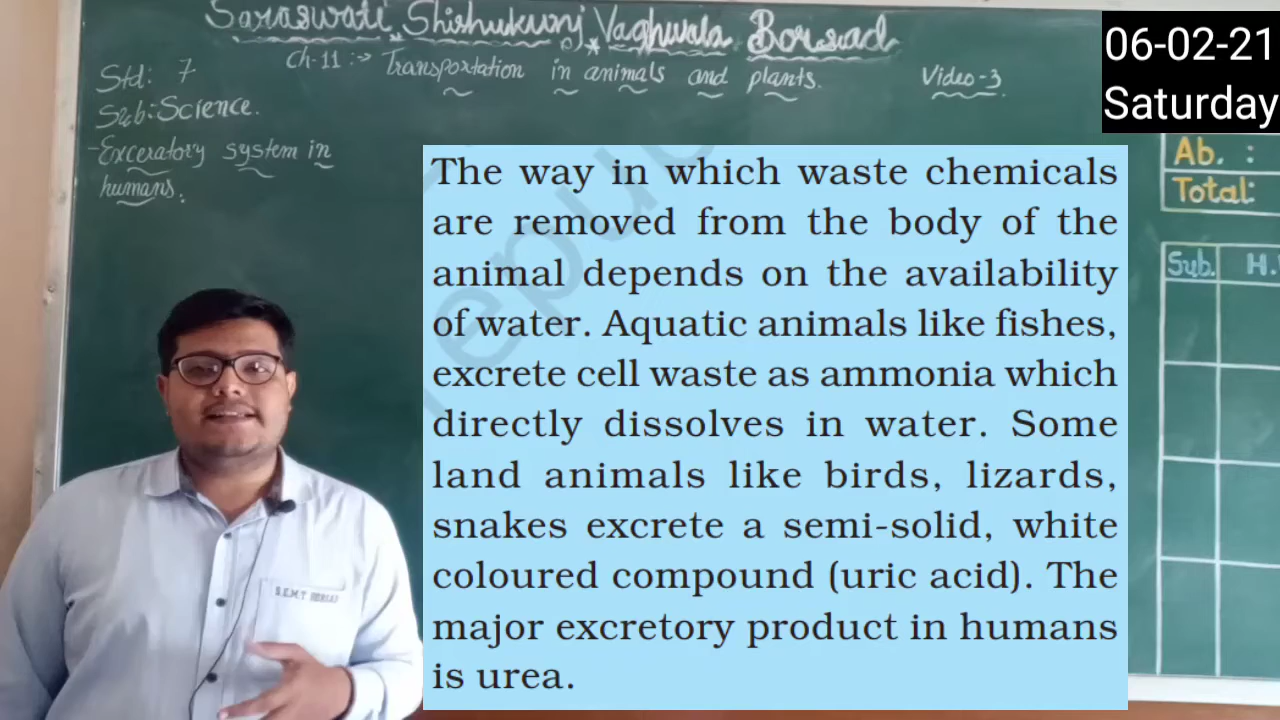 Saraswati Shishukunj Vaghwala Borsad
Ch-11 :-> Transportation in animals and plants.
Video-3
Std: 7
Sub:-Science.
-Exceratory system in
humans.
06-02-21
Saturday
Ab. :
Total:
Sub. H.
The way in which waste chemicals
are removed from the body of the
animal depends on the availability
of water. Aquatic animals like fishes,
excrete cell waste as ammonia which
directly dissolves in water. Some
land animals like birds, lizards,
snakes excrete a semi-solid, white
coloured compound (uric acid). The
major excretory product in humans
is urea.